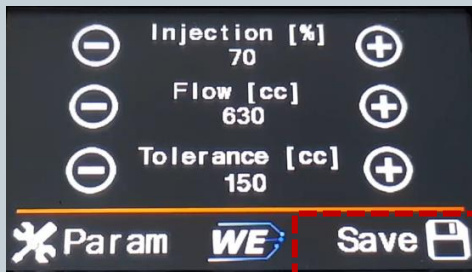 Injection [%]
70
Flow [cc]
630
Tolerance [cc]
150
Param WE Save